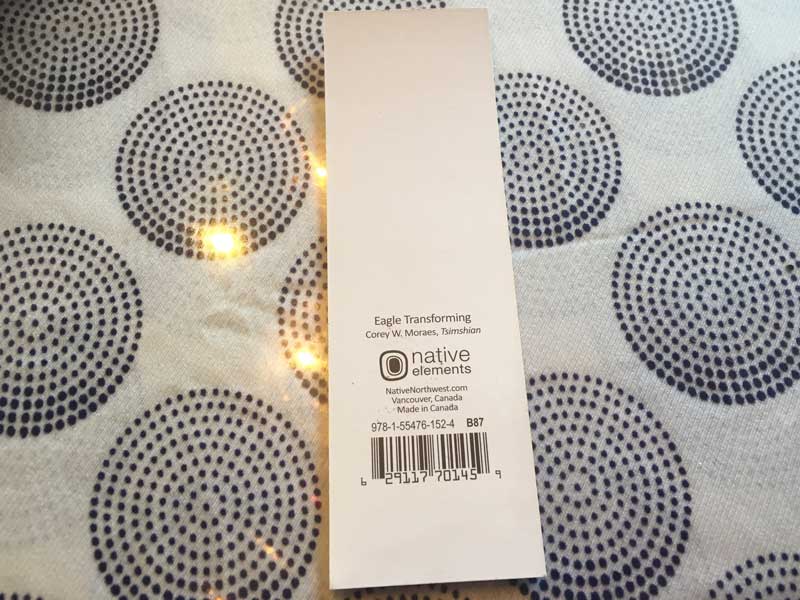 Eagle Transforming
Corey W. Moraes, Tsimshian
native
elements
NativeNorthwest.com
Vancouver, Canada
Made in Canada
978-1-55476-152-4 B87
6 29117 70145 9